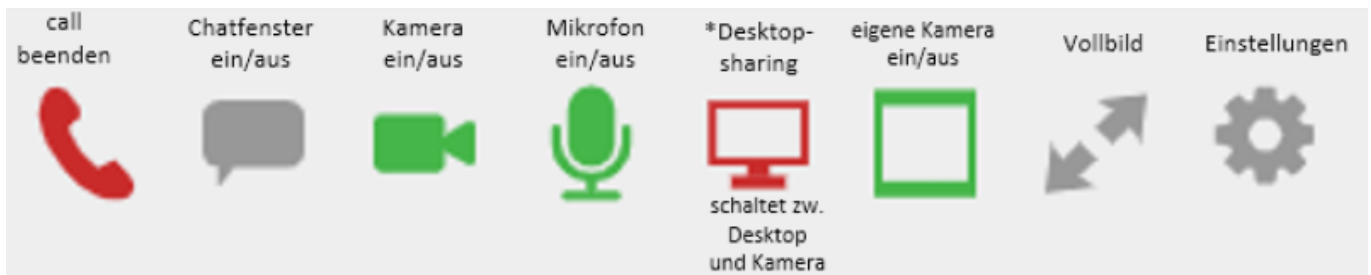 call
beenden
Chatfenster
ein/aus
Kamera
ein/aus
Mikrofon
ein/aus
*Desktop-
sharing
schaltet zw.
Desktop
und Kamera
eigene Kamera
ein/aus
Vollbild
Einstellungen